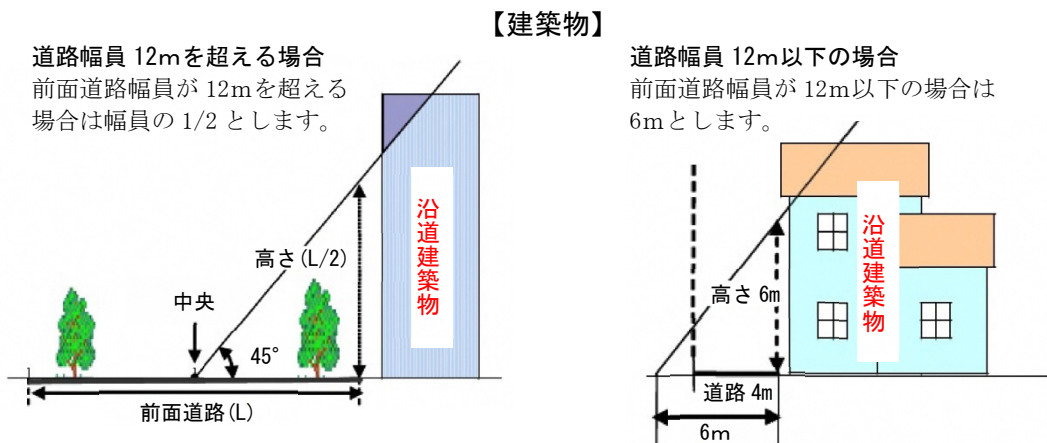 【建築物】
道路幅員 12mを超える場合
前面道路幅員が 12mを超える
場合は幅員の 1/2 とします。
高さ(L/2)
中央
45°
前面道路(L)
沿道建築物
道路幅員 12m以下の場合
前面道路幅員が 12m以下の場合は
6mとします。
高さ 6m
道路 4m
6m
沿道建築物